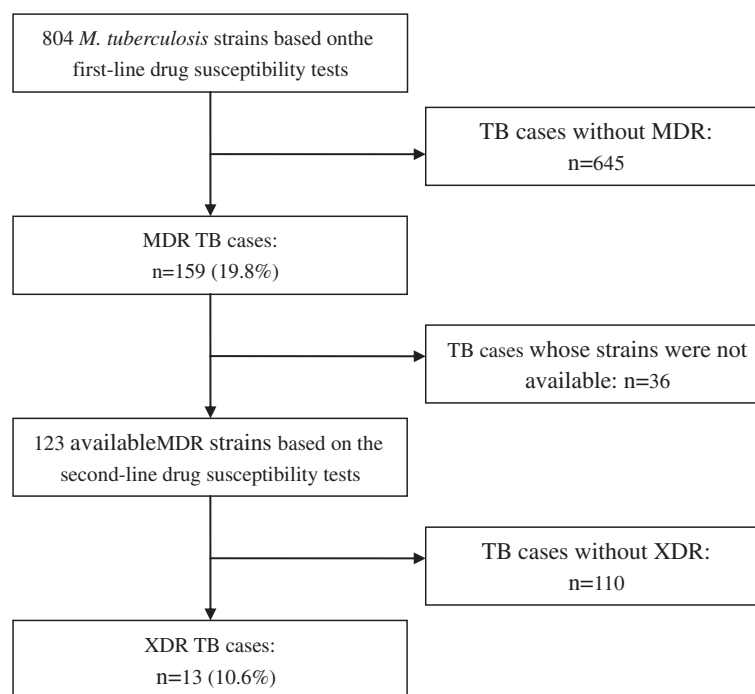 804 M. tuberculosis strains based onthe
first-line drug susceptibility tests
TB cases without MDR:
n=645
MDR TB cases:
n=159 (19.8%)
TB cases whose strains were not
available: n=36
123 availableMDR strains based on the
second-line drug susceptibility tests
TB cases without XDR:
n=110
XDR TB cases:
n=13 (10.6%)